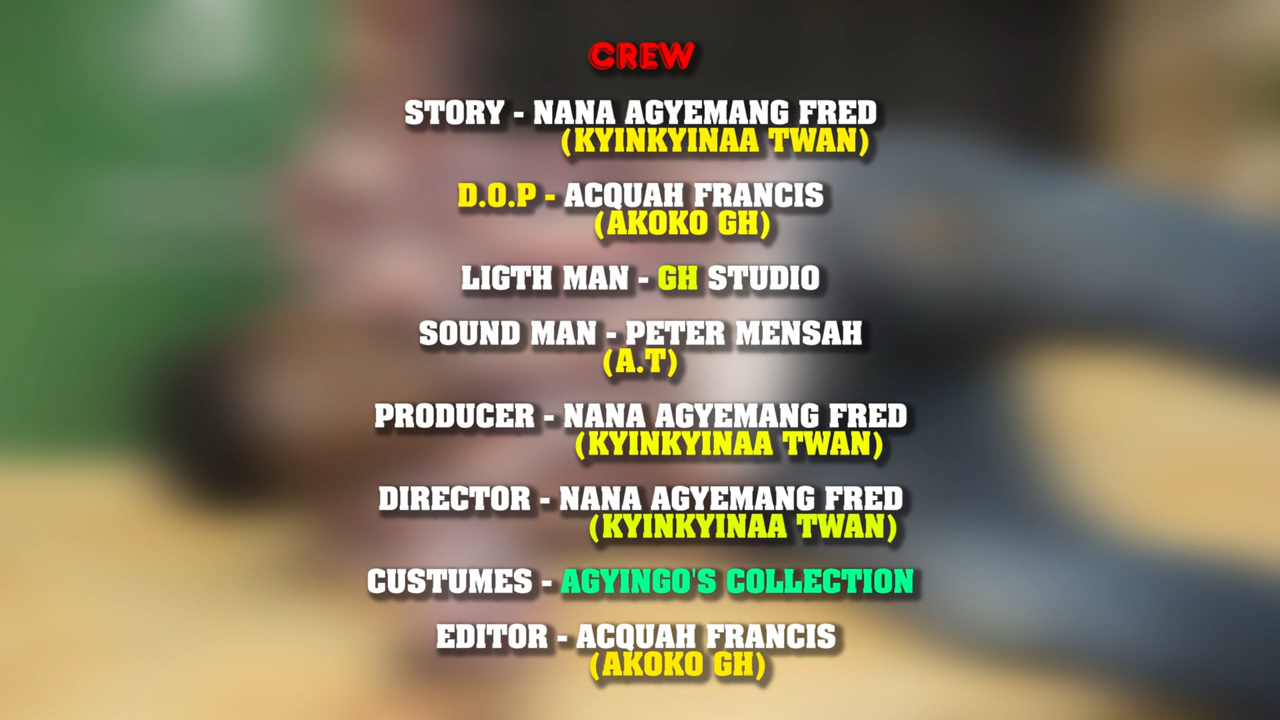 CREW
STORY - NANA AGYEMANG FRED
(KYINKYINAA TWAN)
D.O.P - ACQUAH FRANCIS
(AKOKO GH)
LIGTH MAN - GH STUDIO
SOUND MAN - PETER MENSAH
(A.T)
PRODUCER - NANA AGYEMANG FRED
(KYINKYINAA TWAN)
DIRECTOR - NANA AGYEMANG FRED
(KYINKYINAA TWAN)
CUSTUMES - AGYINGO'S COLLECTION
EDITOR - ACQUAH FRANCIS
(AKOKO GH)